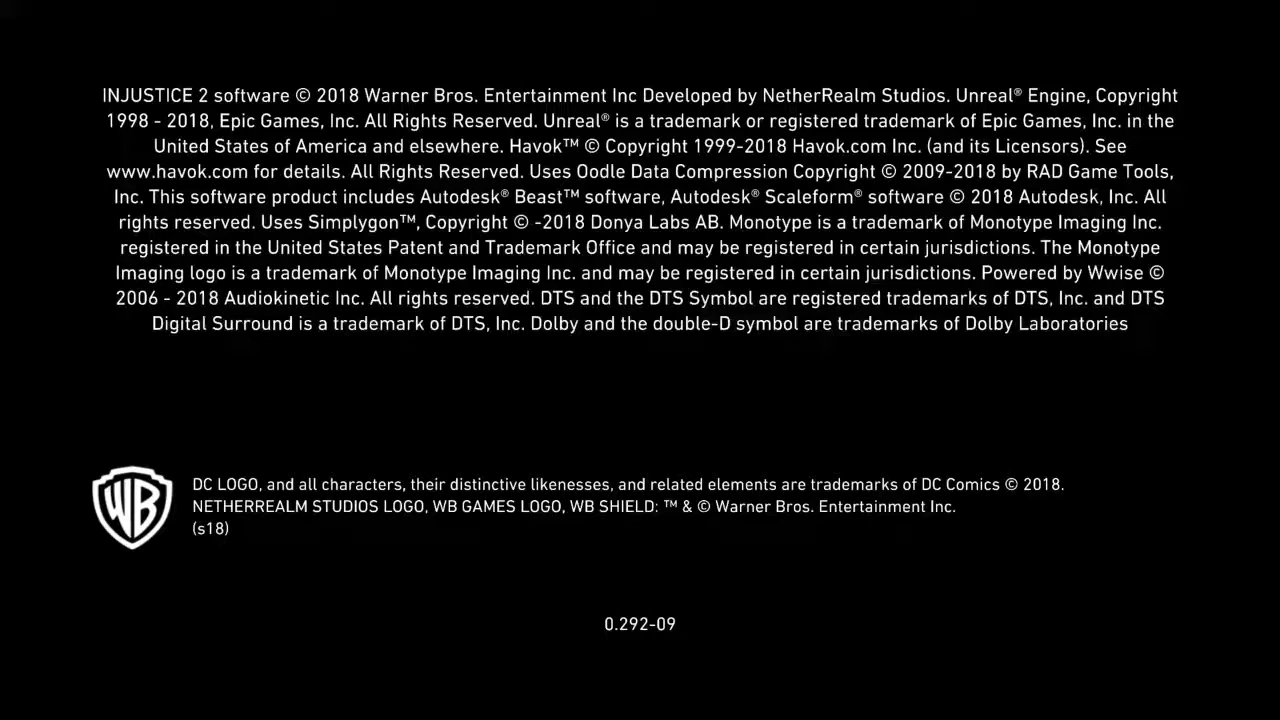 INJUSTICE 2 software © 2018 Warner Bros. Entertainment Inc Developed by NetherRealm Studios. Unreal® Engine, Copyright
1998 - 2018, Epic Games, Inc. All Rights Reserved. Unreal® is a trademark or registered trademark of Epic Games, Inc. in the
United States of America and elsewhere. Havok™ © Copyright 1999-2018 Havok.com Inc. (and its Licensors). See
www.havok.com for details. All Rights Reserved. Uses Oodle Data Compression Copyright © 2009-2018 by RAD Game Tools,
Inc. This software product includes Autodesk® Beast™ software, Autodesk® Scaleform® software © 2018 Autodesk, Inc. All
rights reserved. Uses Simplygon™, Copyright © -2018 Donya Labs AB. Monotype is a trademark of Monotype Imaging Inc.
registered in the United States Patent and Trademark Office and may be registered in certain jurisdictions. The Monotype
Imaging logo is a trademark of Monotype Imaging Inc. and may be registered in certain jurisdictions. Powered by Wwise ©
2006 - 2018 Audiokinetic Inc. All rights reserved. DTS and the DTS Symbol are registered trademarks of DTS, Inc. and DTS
Digital Surround is a trademark of DTS, Inc. Dolby and the double-D symbol are trademarks of Dolby Laboratories
WB
DC LOGO, and all characters, their distinctive likenesses, and related elements are trademarks of DC Comics © 2018.
NETHERREALM STUDIOS LOGO, WB GAMES LOGO, WB SHIELD: ™ & © Warner Bros. Entertainment Inc.
(s18)
0.292-09